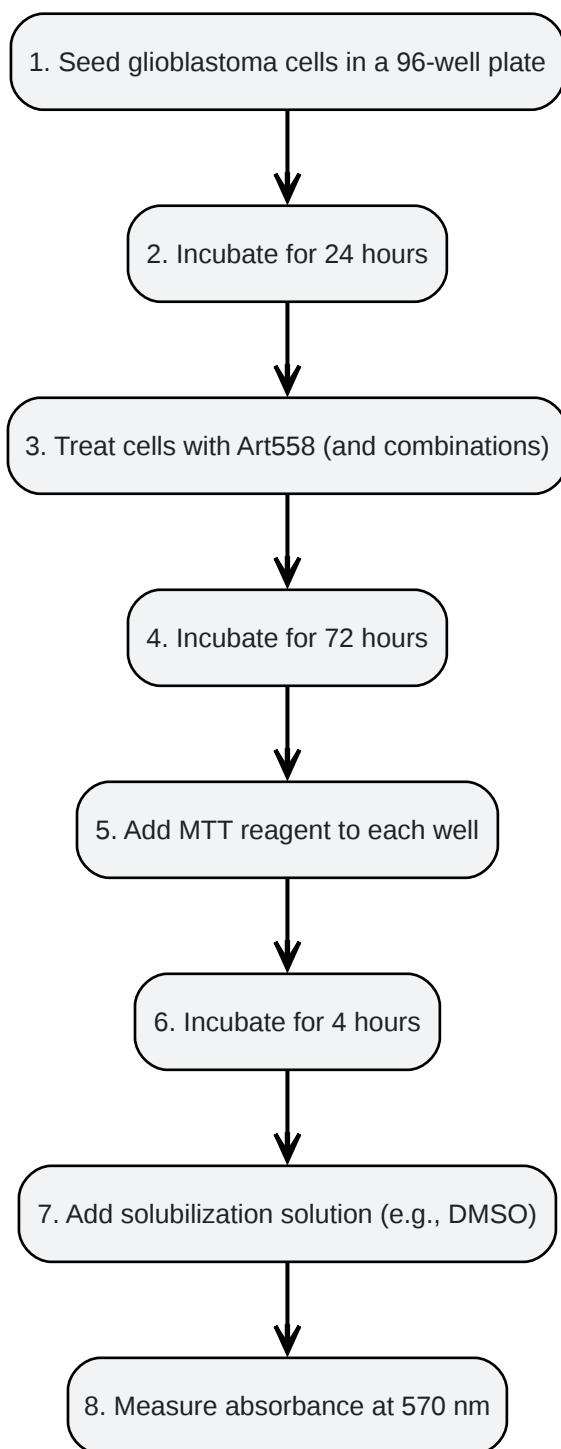 1. Seed glioblastoma cells in a 96-well plate
2. Incubate for 24 hours
3. Treat cells with Art558 (and combinations)
4. Incubate for 72 hours
5. Add MTT reagent to each well
6. Incubate for 4 hours
7. Add solubilization solution (e.g., DMSO)
8. Measure absorbance at 570 nm